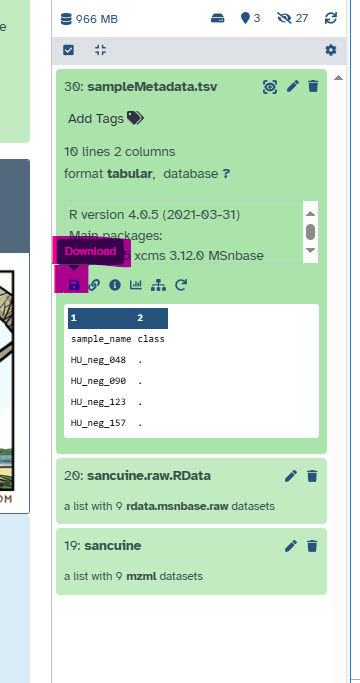 e
966 MB
3
27
30: sampleMetadata.tsv
Add Tags
10 lines 2 columns
format tabular, database ?
R version 4.0.5 (2021-03-31)
Main packages:
Download
xcms 3.12.0 MSnbase
1 2
sample_name class
HU_neg_048 .
HU_neg_090 .
HU_neg_123 .
HU_neg_157 .
OM
20: sancuine.raw.RData
a list with 9 rdata.msnbase.raw datasets
19: sancuine
a list with 9 mzml datasets